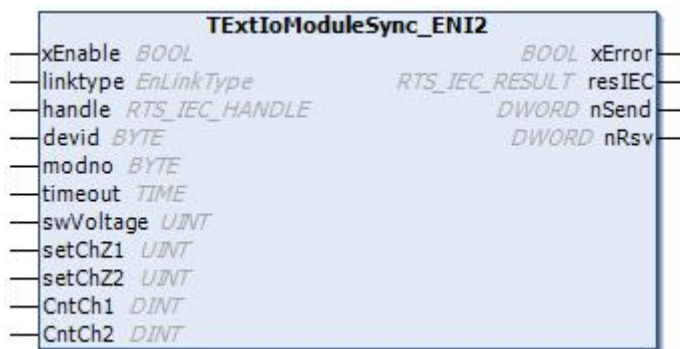 TExtIoModuleSync_ENI2
xEnable BOOL BOOL xError
linktype EnLinkType RTS_IEC_RESULT resIEC
handle RTS_IEC_HANDLE DWORD nSend
devid BYTE DWORD nRsv
modno BYTE
timeout TIME
swVoltage UINT
setChZ1 UINT
setChZ2 UINT
CntCh1 DINT
CntCh2 DINT